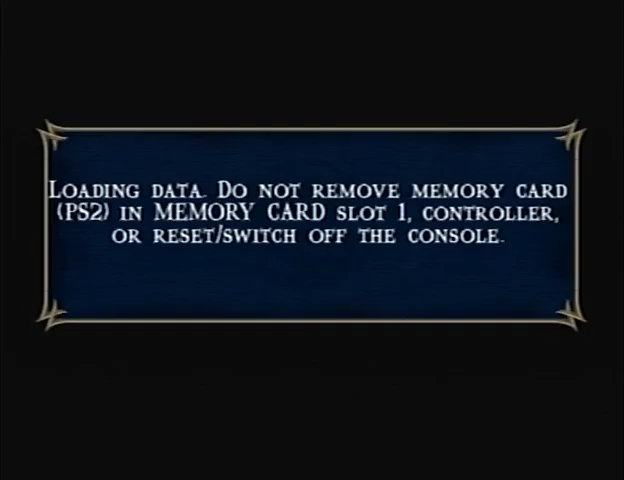 Loading data. Do not remove memory card
(PS2) in MEMORY CARD slot 1, controller,
or reset/switch off the console.